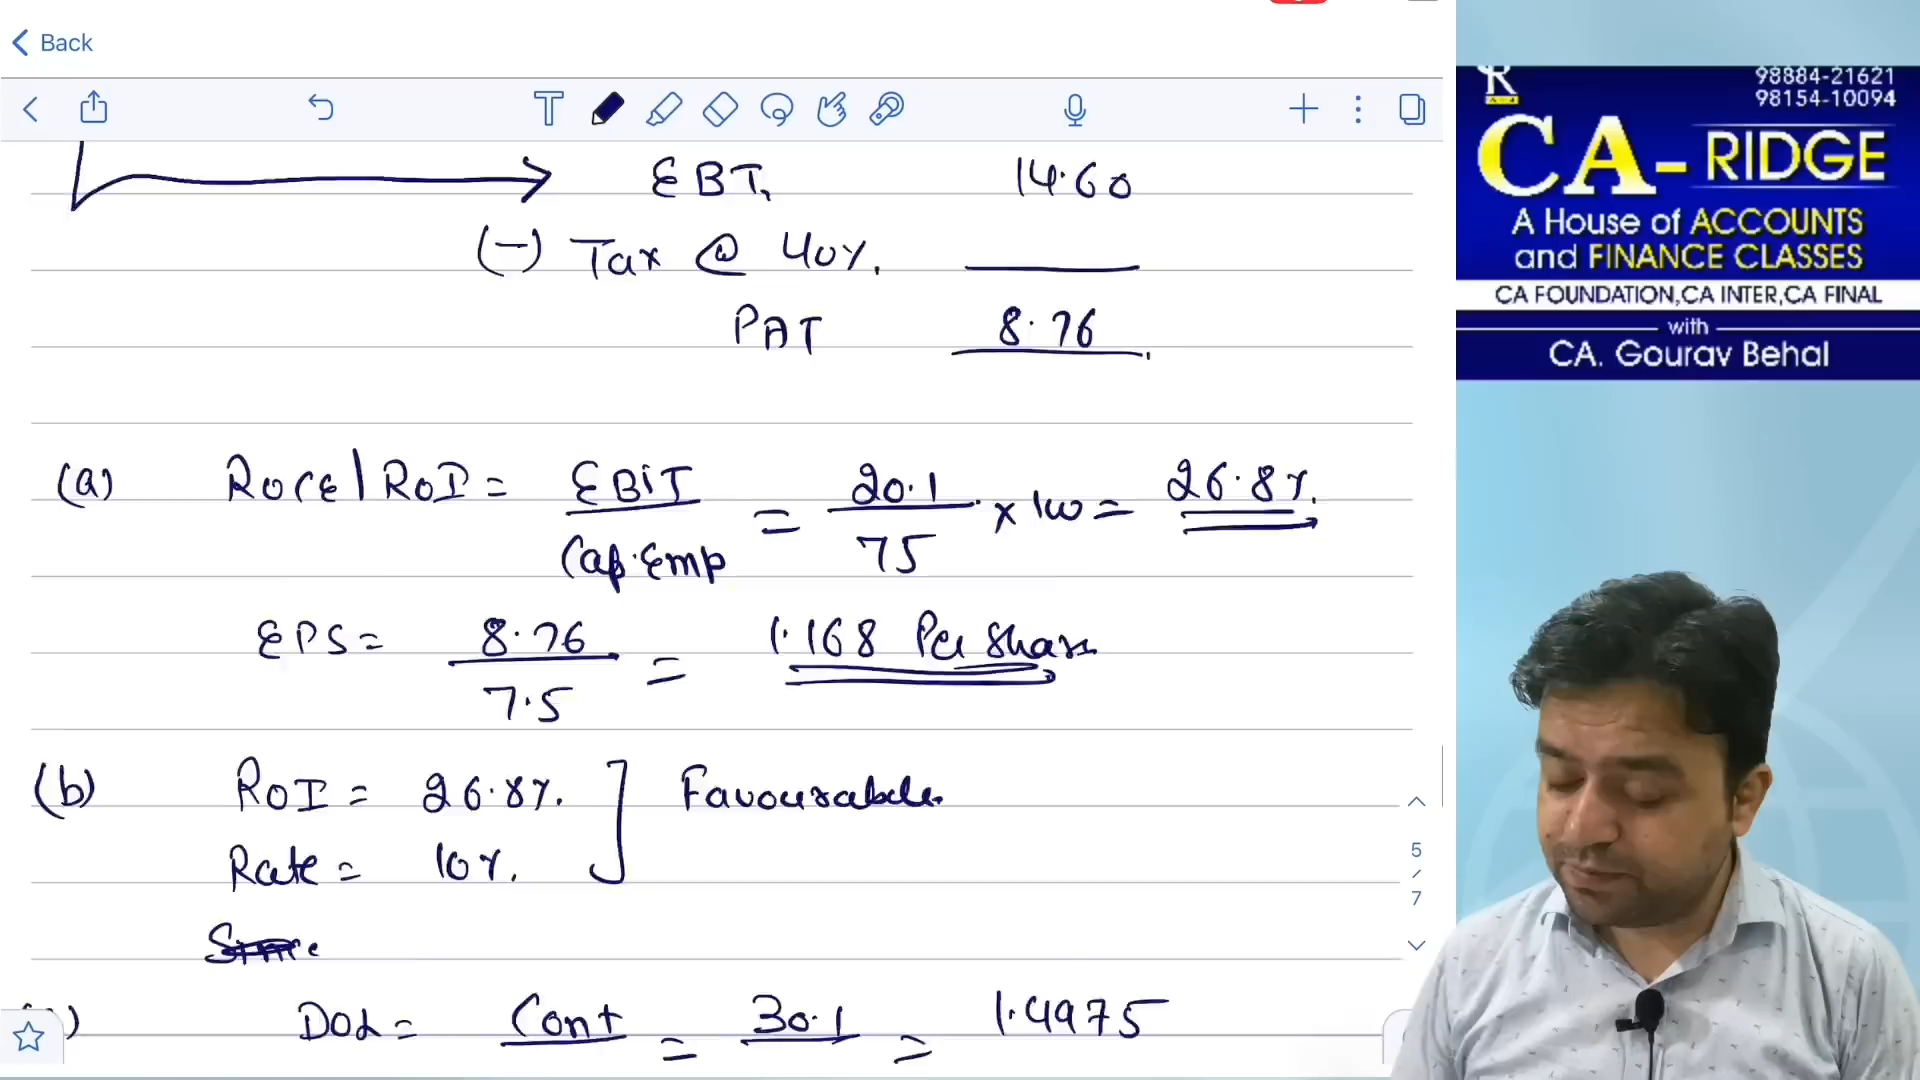 Back
T
EBT 14.60
(-) Tax @ 40%.
PAT 8.76
(a) ROCE | ROI = EBIT / Cap. Emp = 20.1 / 75 × 100 = 26.8%.
EPS = 8.76 / 7.5 = 1.168 Per Share
(b) ROI = 26.8%. ] Favourable.
Rate = 10%.
DOL = Cont = 30.1 = 1.4975
5
/
7
R
98884-21621
98154-10094
CA-RIDGE
A House of ACCOUNTS
and FINANCE CLASSES
CA FOUNDATION,CA INTER,CA FINAL
with
CA. Gourav Behal